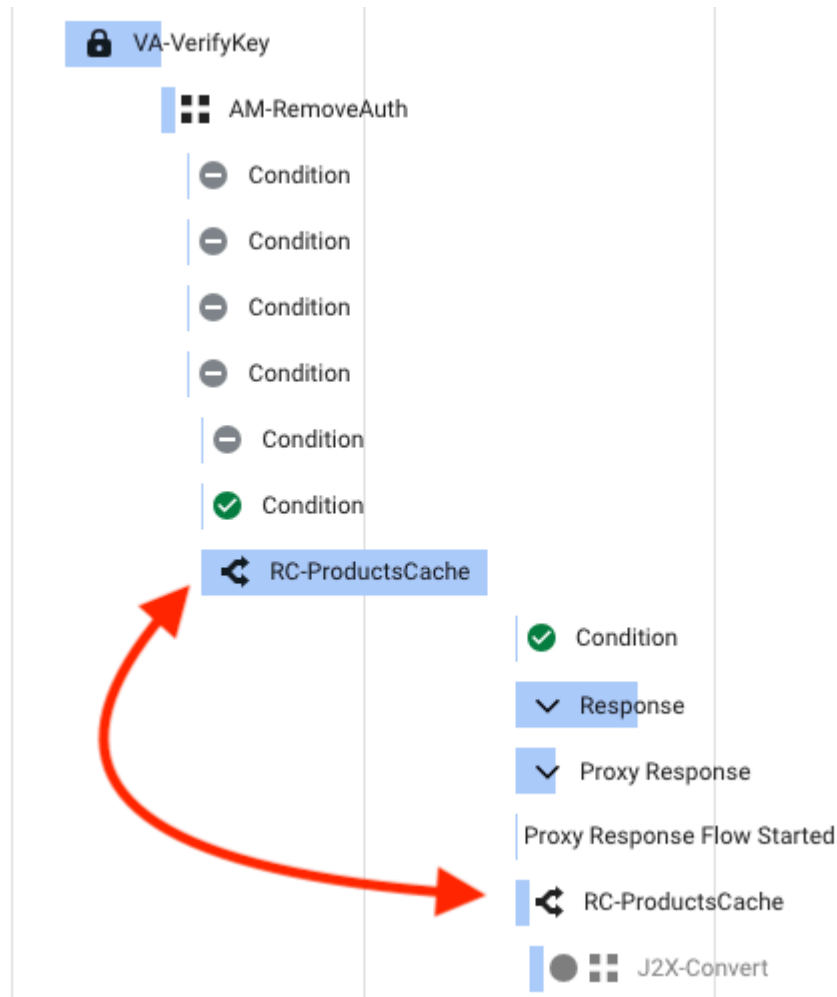 VA-VerifyKey
AM-RemoveAuth
Condition
Condition
Condition
Condition
Condition
Condition
RC-ProductsCache
Condition
Response
Proxy Response
Proxy Response Flow Started
RC-ProductsCache
J2X-Convert